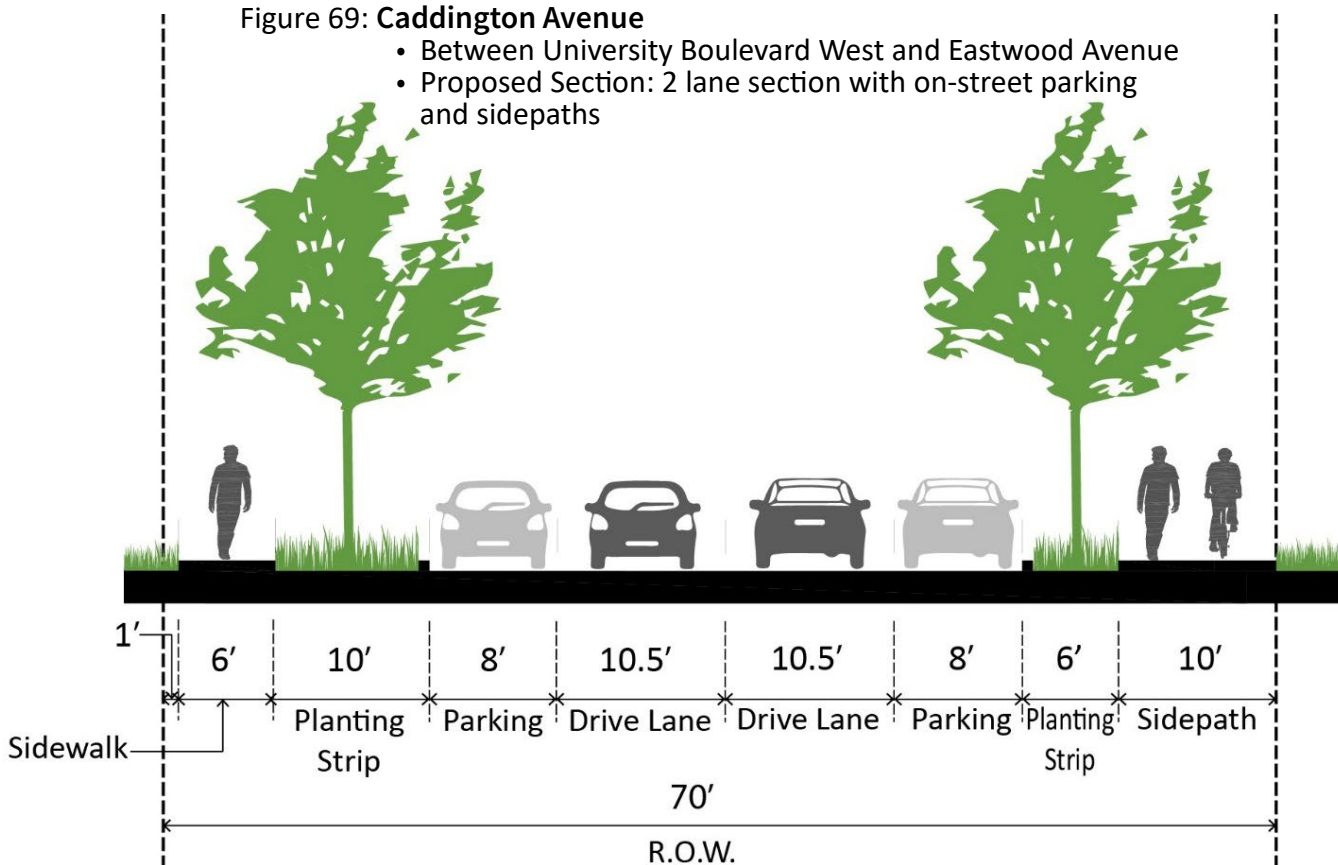 Figure 69: Caddington Avenue
• Between University Boulevard West and Eastwood Avenue
• Proposed Section: 2 lane section with on-street parking
and sidepaths
1′
6′ 10′ 8′ 10.5′ 10.5′ 8′ 6′ 10′
Sidewalk
Planting Parking Drive Lane Drive Lane Parking Planting Sidepath
Strip Strip
70′
R.O.W.